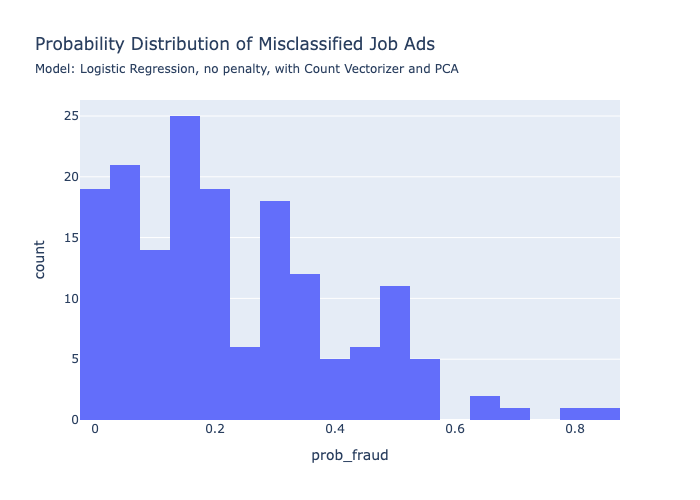 Probability Distribution of Misclassified Job Ads
Model: Logistic Regression, no penalty, with Count Vectorizer and PCA
25
20
15
10
5
0
count
0 0.2 0.4 0.6 0.8
prob_fraud